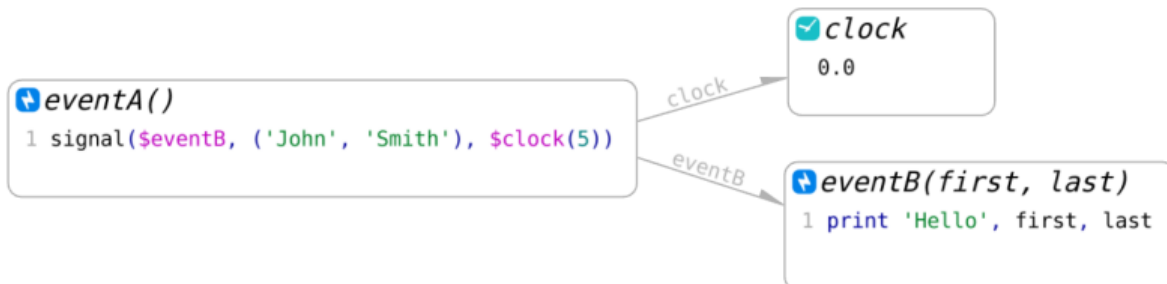 eventA()
1 signal($eventB, ('John', 'Smith'), $clock(5))
clock
eventB
clock
0.0
eventB(first, last)
1 print 'Hello', first, last